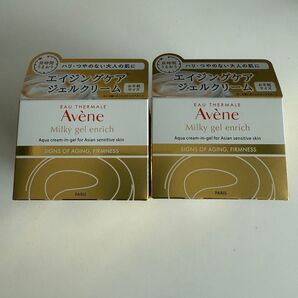 ハリ・つやのない大人の肌に
エイジングケア
ジェルクリーム
EAU THERMALE
Avène
Milky gel enrich
Aqua cream-in-gel for Asian sensitive skin
SIGNS OF AGING, FIRMNESS
PARIS
ハリ・つやのない大人の肌に
エイジングケア
ジェルクリーム
EAU THERMALE
Avène
Milky gel enrich
Aqua cream-in-gel for Asian sensitive skin
SIGNS OF AGING, FIRMNESS
PARIS